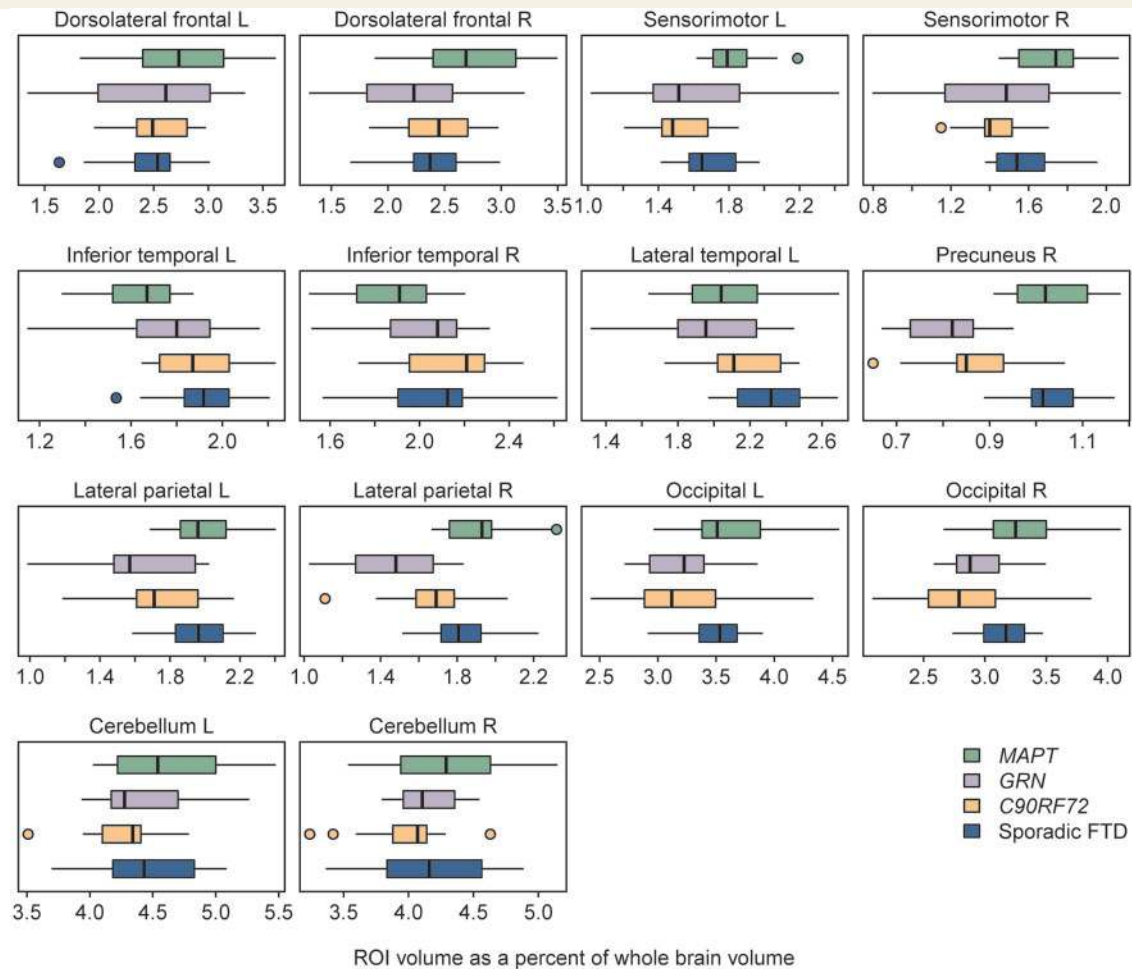 Dorsolateral frontal L
Dorsolateral frontal R
Sensorimotor L
Sensorimotor R
1.5 2.0 2.5 3.0 3.5
1.5 2.0 2.5 3.0 3.5
1.0 1.4 1.8 2.2
0.8 1.2 1.6 2.0
Inferior temporal L
Inferior temporal R
Lateral temporal L
Precuneus R
1.2 1.6 2.0
1.6 2.0 2.4
1.4 1.8 2.2 2.6
0.7 0.9 1.1
Lateral parietal L
Lateral parietal R
Occipital L
Occipital R
1.0 1.4 1.8 2.2
1.0 1.4 1.8 2.2
2.5 3.0 3.5 4.0 4.5
2.5 3.0 3.5 4.0
Cerebellum L
Cerebellum R
3.5 4.0 4.5 5.0 5.5
3.5 4.0 4.5 5.0
MAPT
GRN
C90RF72
Sporadic FTD
ROI volume as a percent of whole brain volume